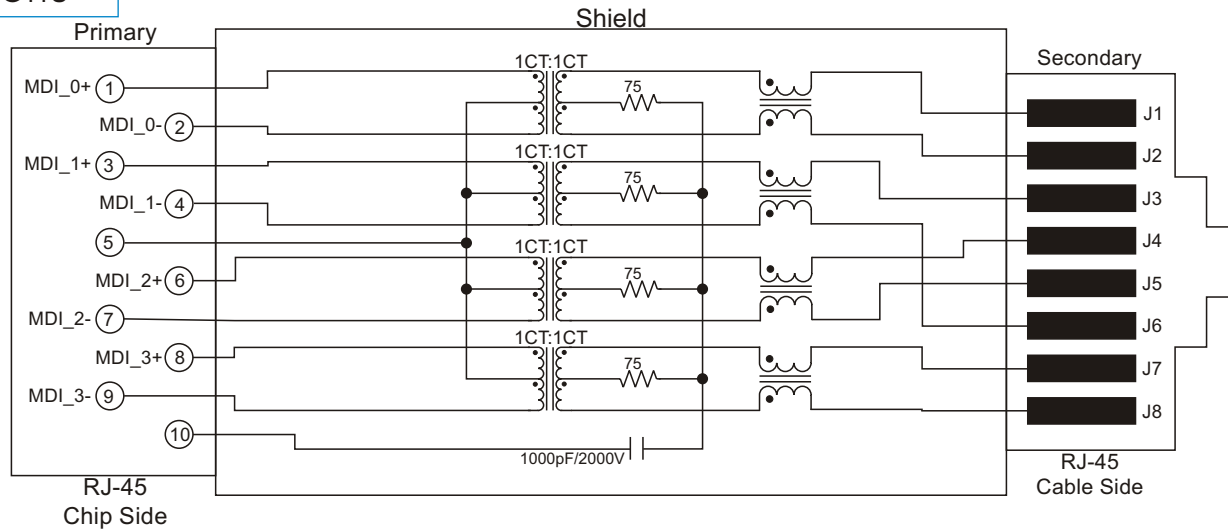 Shield
Primary
Secondary
MDI_0+ 1
MDI_0- 2
MDI_1+ 3
MDI_1- 4
5
MDI_2+ 6
MDI_2- 7
MDI_3+ 8
MDI_3- 9
10
1CT:1CT
75
1CT:1CT
75
1CT:1CT
75
1CT:1CT
75
1000pF/2000V
J1
J2
J3
J4
J5
J6
J7
J8
RJ-45
Chip Side
RJ-45
Cable Side